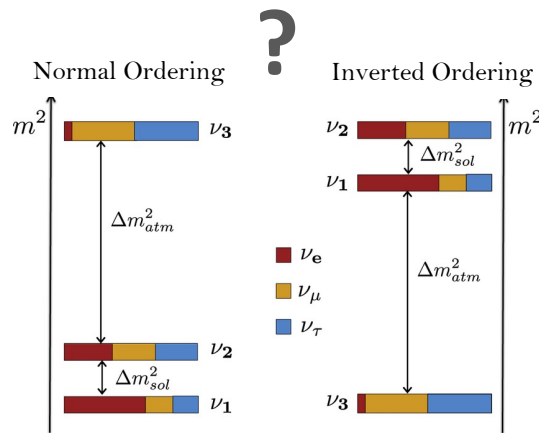 ?
Normal Ordering
Inverted Ordering
m²
ν₃
ν₂
m²
Δm²ₛₒₗ
ν₁
Δm²ₐₜₘ
νₑ
Δm²ₐₜₘ
ν_μ
ν_τ
ν₂
Δm²ₛₒₗ
ν₁
ν₃